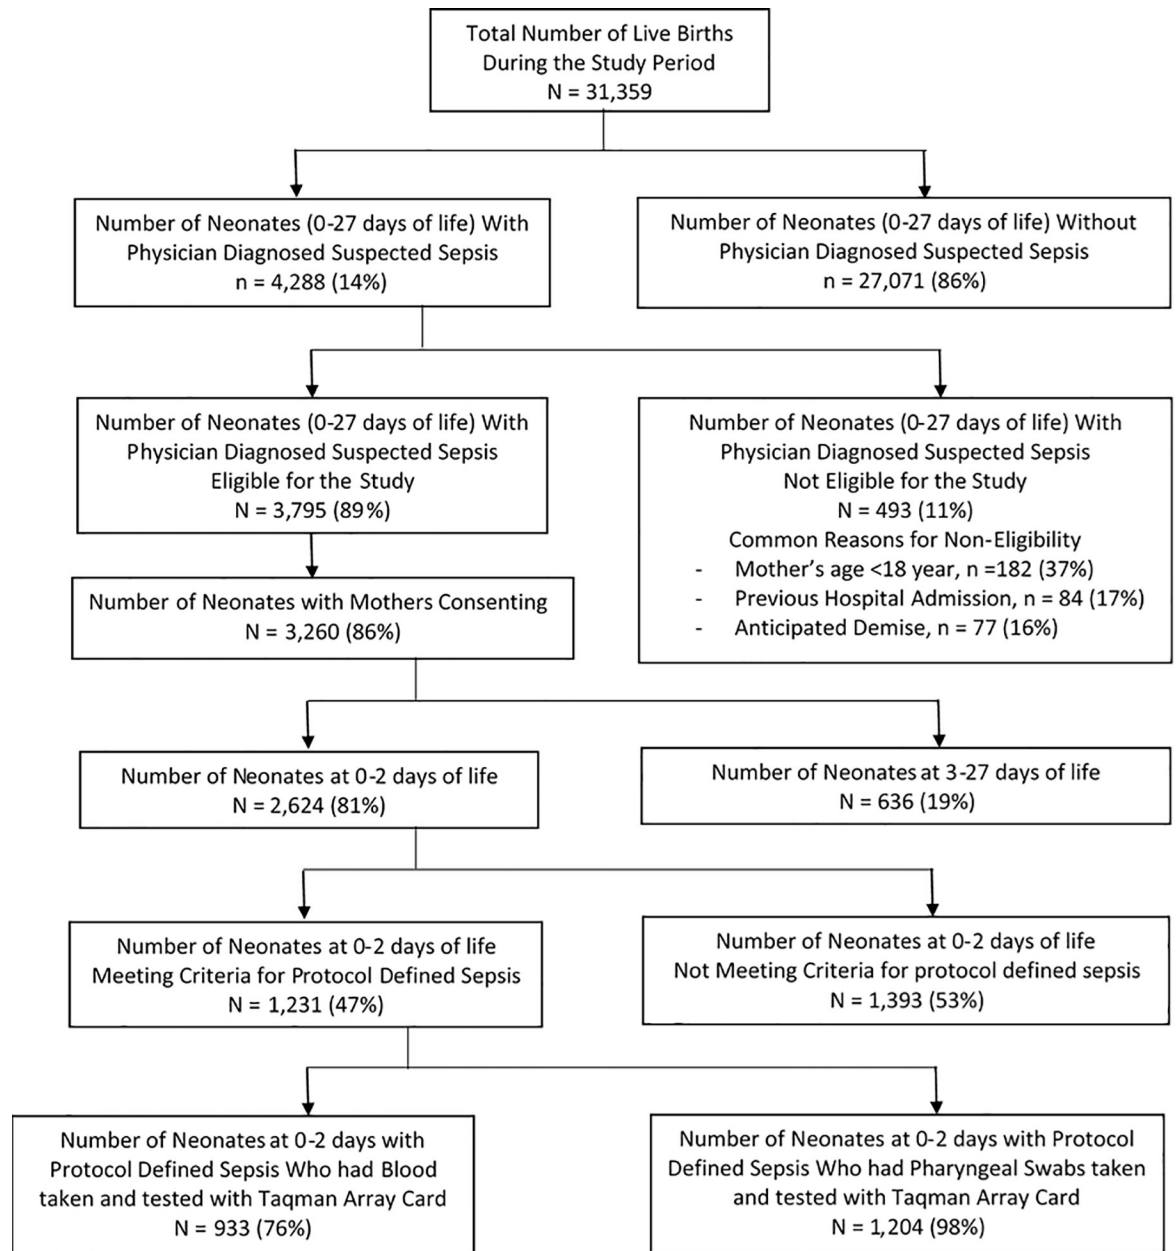 Total Number of Live Births
During the Study Period
N = 31,359
Number of Neonates (0-27 days of life) With
Physician Diagnosed Suspected Sepsis
n = 4,288 (14%)
Number of Neonates (0-27 days of life) Without
Physician Diagnosed Suspected Sepsis
n = 27,071 (86%)
Number of Neonates (0-27 days of life) With
Physician Diagnosed Suspected Sepsis
Eligible for the Study
N = 3,795 (89%)
Number of Neonates (0-27 days of life) With
Physician Diagnosed Suspected Sepsis
Not Eligible for the Study
N = 493 (11%)
Common Reasons for Non-Eligibility
- Mother's age <18 year, n =182 (37%)
- Previous Hospital Admission, n = 84 (17%)
- Anticipated Demise, n = 77 (16%)
Number of Neonates with Mothers Consenting
N = 3,260 (86%)
Number of Neonates at 0-2 days of life
N = 2,624 (81%)
Number of Neonates at 3-27 days of life
N = 636 (19%)
Number of Neonates at 0-2 days of life
Meeting Criteria for Protocol Defined Sepsis
N = 1,231 (47%)
Number of Neonates at 0-2 days of life
Not Meeting Criteria for protocol defined sepsis
N = 1,393 (53%)
Number of Neonates at 0-2 days with
Protocol Defined Sepsis Who had Blood
taken and tested with Taqman Array Card
N = 933 (76%)
Number of Neonates at 0-2 days with Protocol
Defined Sepsis Who had Pharyngeal Swabs taken
and tested with Taqman Array Card
N = 1,204 (98%)